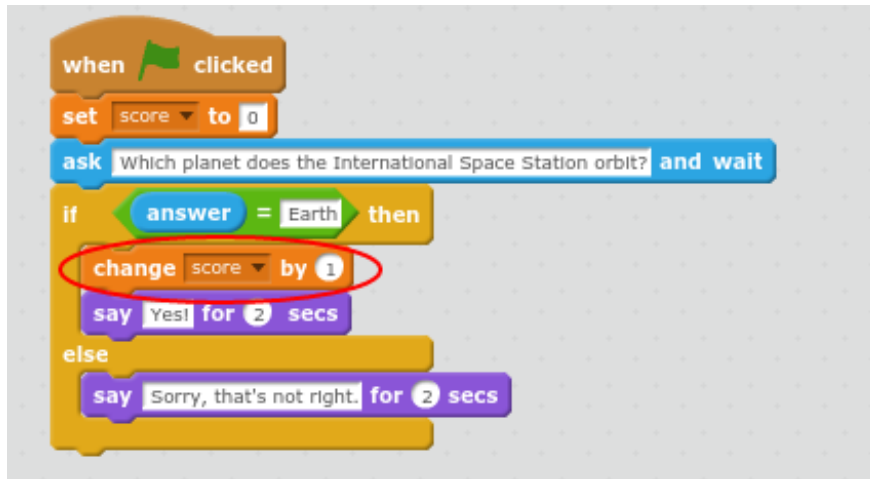 when clicked
set score to 0
ask Which planet does the International Space Station orbit? and wait
if answer = Earth then
change score by 1
say Yes! for 2 secs
else
say Sorry, that's not right. for 2 secs